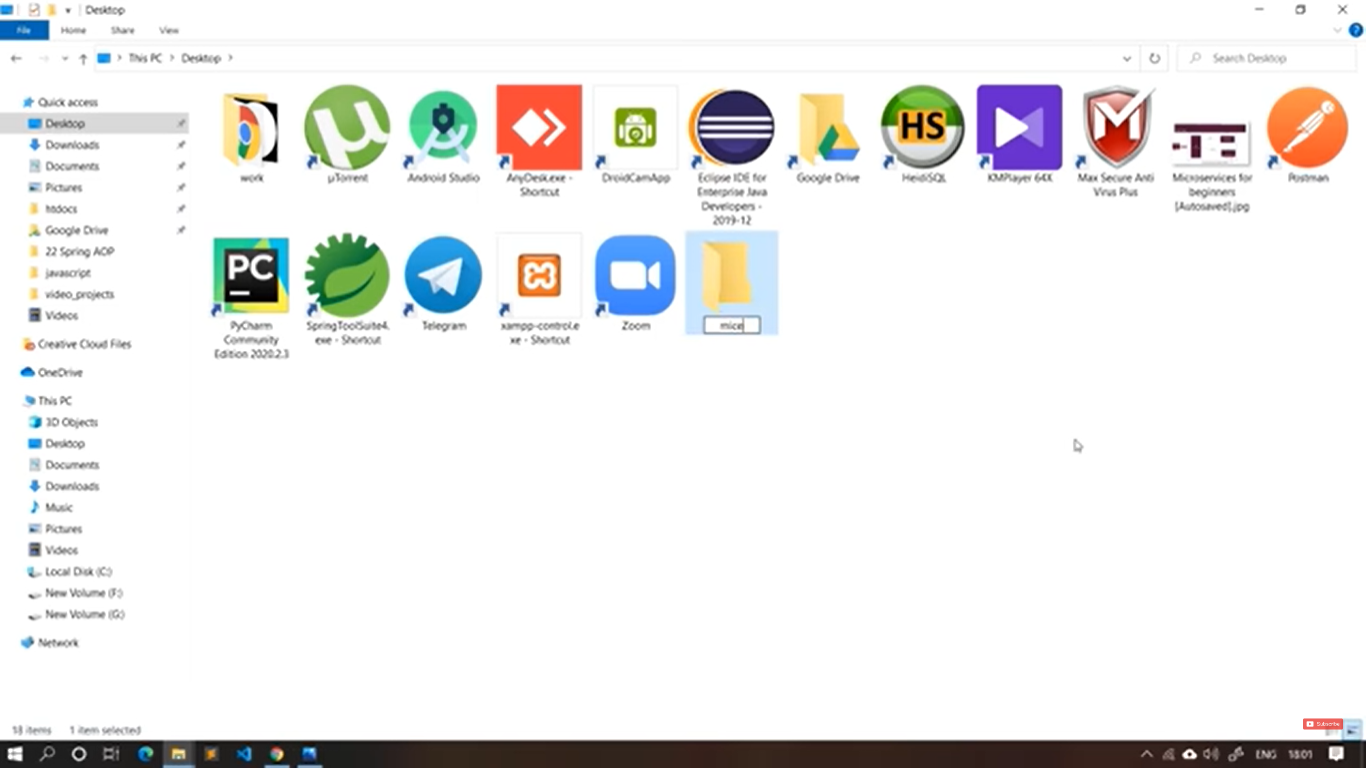 Desktop
File Home Share View
This PC > Desktop >
Search Desktop
Quick access
Desktop
Downloads
Documents
Pictures
htdocs
Google Drive
22 Spring AOP
javascript
video_projects
Videos
Creative Cloud Files
OneDrive
This PC
3D Objects
Desktop
Documents
Downloads
Music
Pictures
Videos
Local Disk (C:)
New Volume (F:)
New Volume (G:)
Network
work
µTorrent
Android Studio
AnyDesk.exe -
Shortcut
DroidCamApp
Eclipse IDE for
Enterprise Java
Developers -
2019-12
Google Drive
HS
HeidiSQL
KMPlayer 64X
Max Secure Anti
Virus Plus
Microservices for
beginners
[Autosaved].jpg
Postman
PC
PyCharm
Community
Edition 2020.2.3
SpringToolSuite4.
exe - Shortcut
Telegram
xampp-control.e
xe - Shortcut
Zoom
mice
18 items 1 item selected
Subscribe
ENG 18:01